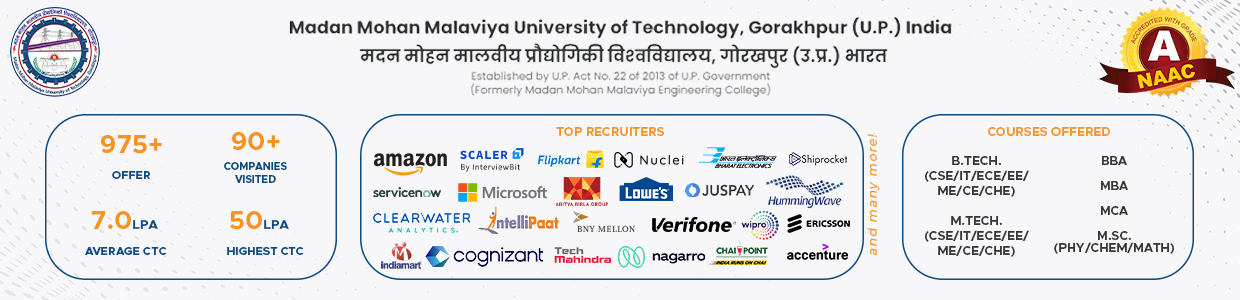 Madan Mohan Malaviya University of Technology, Gorakhpur (U.P.) India
मदन मोहन मालवीय प्रौद्योगिकी विश्वविद्यालय, गोरखपुर (उ.प्र.) भारत
Established by U.P. Act No. 22 of 2013 of U.P. Government
(Formerly Madan Mohan Malaviya Engineering College)
ACCREDITED WITH GRADE
A
NAAC
975+
OFFER
90+
COMPANIES
VISITED
7.0LPA
AVERAGE CTC
50LPA
HIGHEST CTC
TOP RECRUITERS
amazon
SCALER
By InterviewBit
Flipkart
Nuclei
भारत इलेक्ट्रॉनिक्स
BHARAT ELECTRONICS
Shiprocket
servicenow
Microsoft
ADITYA BIRLA GROUP
LOWE'S
JUSPAY
HummingWave
CLEARWATER
ANALYTICS
intelliPaat
BNY MELLON
Verifone
wipro
ERICSSON
indiamart
cognizant
Tech
Mahindra
nagarro
CHAI POINT
INDIA RUNS ON CHAI
accenture
and many more!
COURSES OFFERED
B.TECH.
(CSE/IT/ECE/EE/
ME/CE/CHE)
M.TECH.
(CSE/IT/ECE/EE/
ME/CE/CHE)
BBA
MBA
MCA
M.SC.
(PHY/CHEM/MATH)